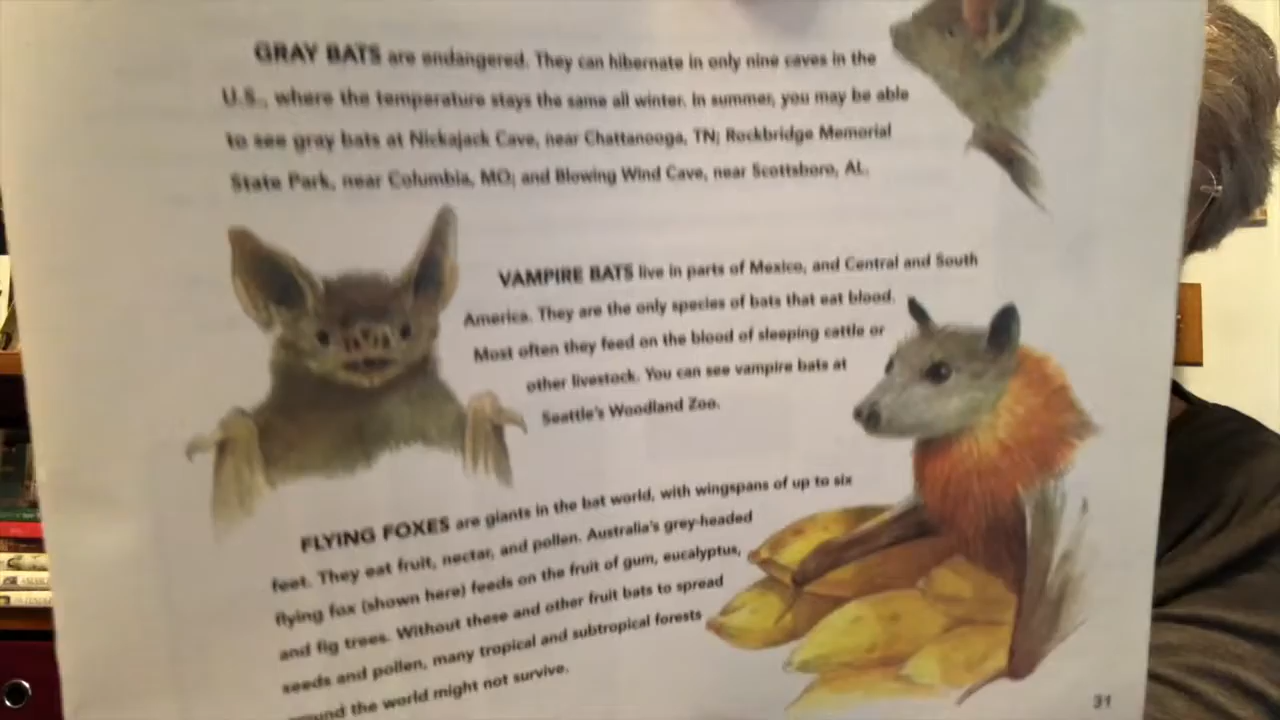 GRAY BATS are endangered. They can hibernate in only nine caves in the
U.S., where the temperature stays the same all winter. In summer, you may be able
to see gray bats at Nickajack Cave, near Chattanooga, TN; Rockbridge Memorial
State Park, near Columbia, MO; and Blowing Wind Cave, near Scottsboro, AL.
VAMPIRE BATS live in parts of Mexico, and Central and South
America. They are the only species of bats that eat blood.
Most often they feed on the blood of sleeping cattle or
other livestock. You can see vampire bats at
Seattle's Woodland Zoo.
FLYING FOXES are giants in the bat world, with wingspans of up to six
feet. They eat fruit, nectar, and pollen. Australia's grey-headed
flying fox (shown here) feeds on the fruit of gum, eucalyptus,
and fig trees. Without these and other fruit bats to spread
seeds and pollen, many tropical and subtropical forests
around the world might not survive.
31